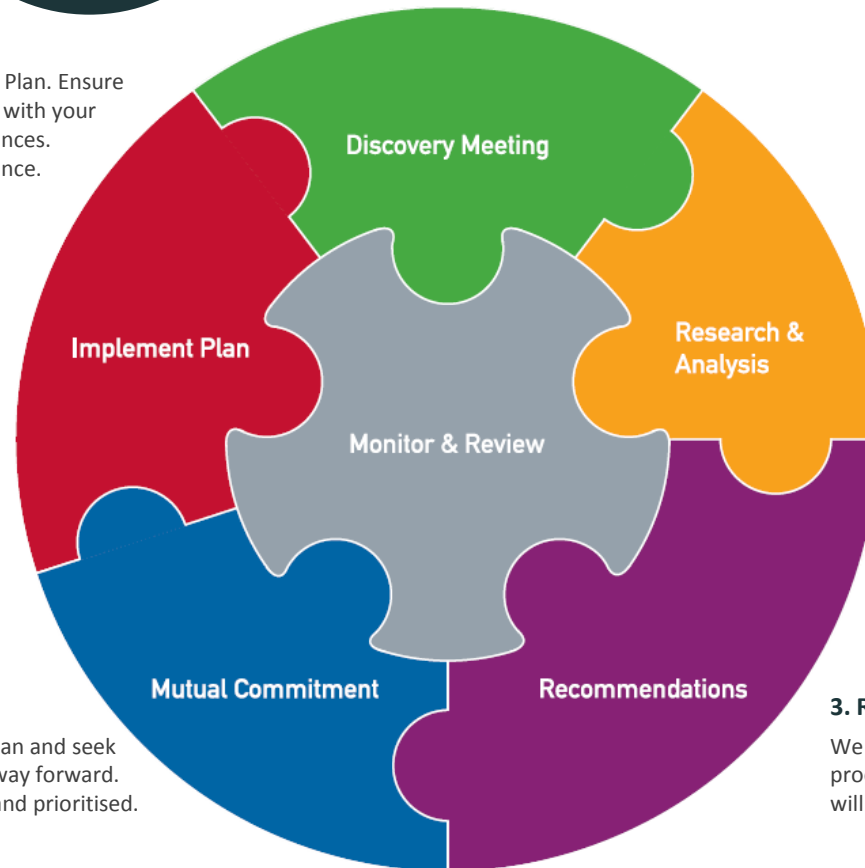 Plan. Ensure
with your
nces.
nce.
Discovery Meeting
Implement Plan
Research &
Analysis
Monitor & Review
Mutual Commitment
Recommendations
an and seek
way forward.
nd prioritised.
3. R
We
pro
will